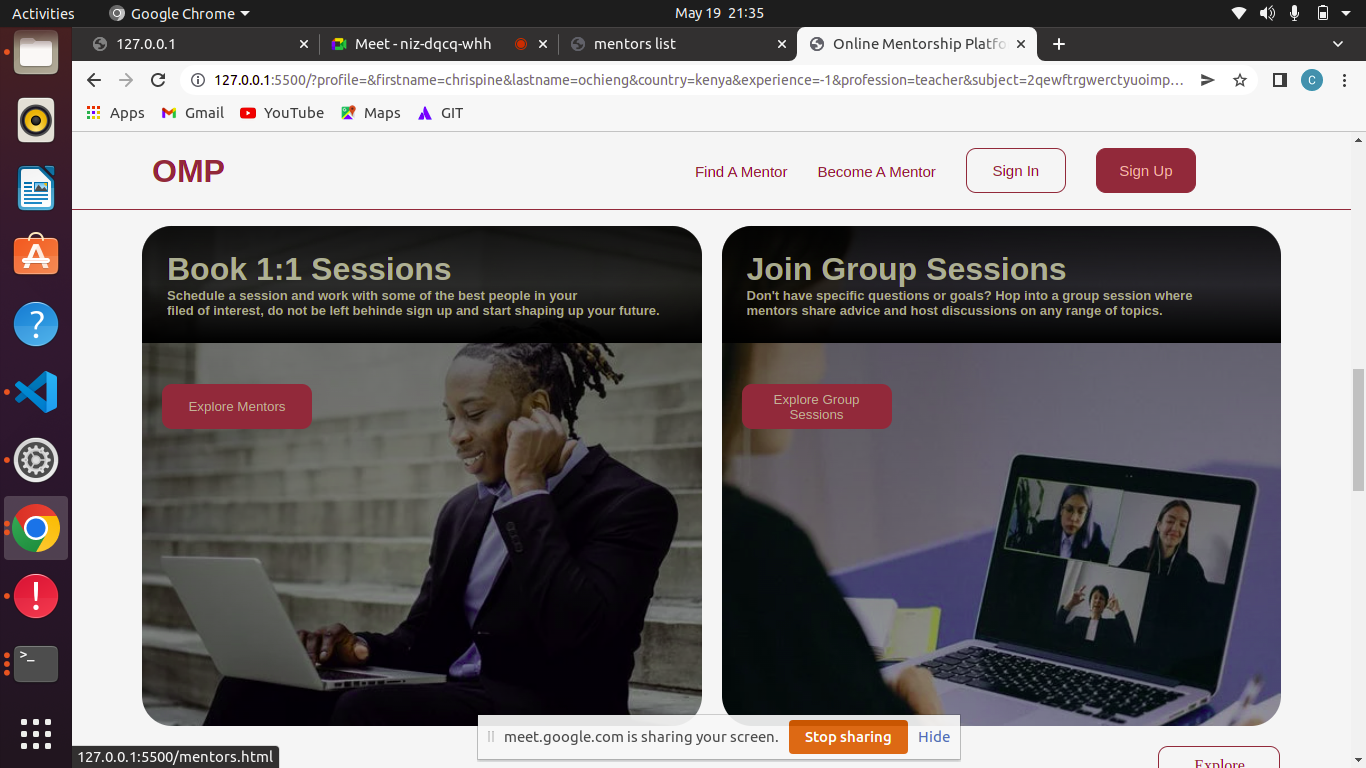 Activities
Google Chrome
May 19 21:35
127.0.0.1
Meet - niz-dqcq-whh
mentors list
Online Mentorship Platfo
127.0.0.1:5500/?profile=&firstname=chrispine&lastname=ochieng&country=kenya&experience=-1&profession=teacher&subject=2qewftrgwerctyuoimp...
C
Apps
Gmail
YouTube
Maps
GIT
OMP
Find A Mentor
Become A Mentor
Sign In
Sign Up
Book 1:1 Sessions
Schedule a session and work with some of the best people in your
filed of interest, do not be left behinde sign up and start shaping up your future.
Explore Mentors
Join Group Sessions
Don't have specific questions or goals? Hop into a group session where
mentors share advice and host discussions on any range of topics.
Explore Group
Sessions
meet.google.com is sharing your screen.
Stop sharing
Hide
127.0.0.1:5500/mentors.html
Explore